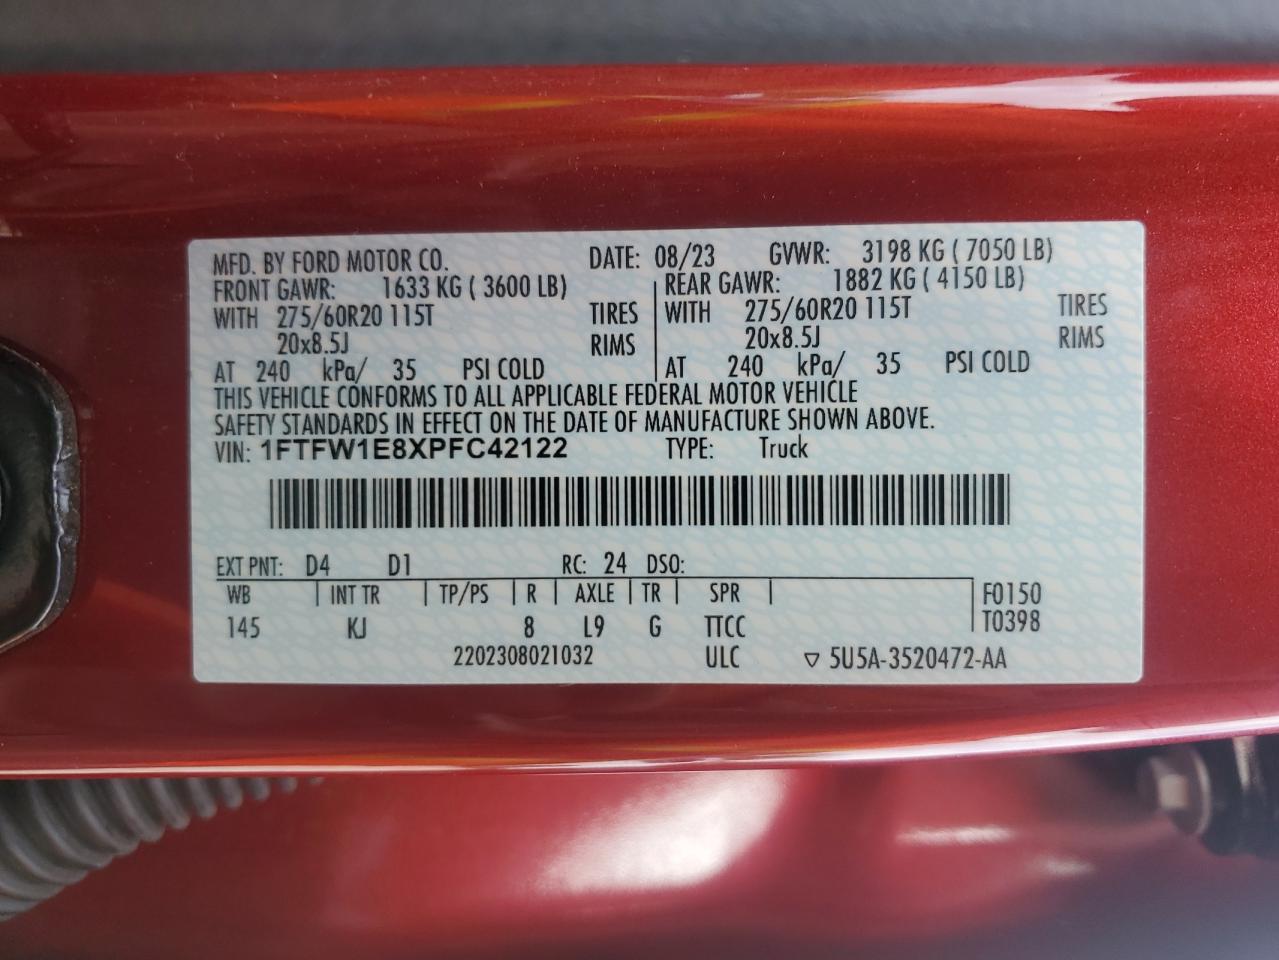 MFD. BY FORD MOTOR CO. DATE: 08/23 GVWR: 3198 KG ( 7050 LB)
FRONT GAWR: 1633 KG ( 3600 LB) REAR GAWR: 1882 KG ( 4150 LB)
WITH 275/60R20 115T TIRES WITH 275/60R20 115T TIRES
20x8.5J RIMS 20x8.5J RIMS
AT 240 kPa/ 35 PSI COLD AT 240 kPa/ 35 PSI COLD
THIS VEHICLE CONFORMS TO ALL APPLICABLE FEDERAL MOTOR VEHICLE
SAFETY STANDARDS IN EFFECT ON THE DATE OF MANUFACTURE SHOWN ABOVE.
VIN: 1FTFW1E8XPFC42122 TYPE: Truck
EXT PNT: D4 D1 RC: 24 DSO:
WB INT TR TP/PS R AXLE TR SPR F0150
145 KJ 8 L9 G TTCC T0398
2202308021032 ULC ▽ 5U5A-3520472-AA